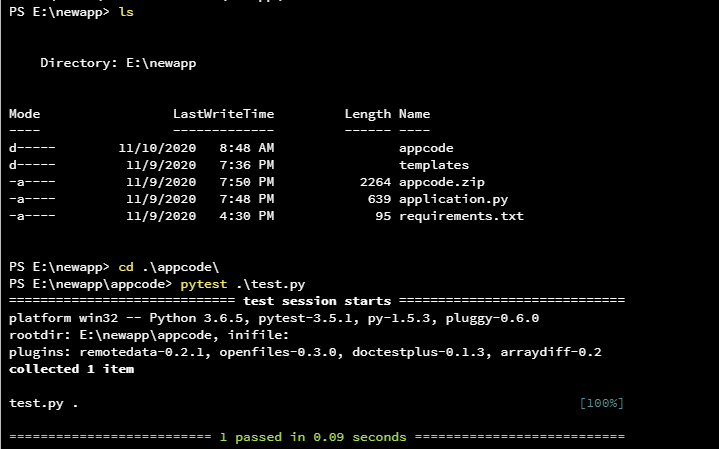 PS E:\newapp> ls
Directory: E:\newapp
Mode                 LastWriteTime         Length Name
----                 -------------         ------ ----
d-----        11/10/2020   8:48 AM                appcode
d-----         11/9/2020   7:36 PM                templates
-a----         11/9/2020   7:50 PM           2264 appcode.zip
-a----         11/9/2020   7:48 PM            639 application.py
-a----         11/9/2020   4:30 PM             95 requirements.txt
PS E:\newapp> cd .\appcode\
PS E:\newapp\appcode> pytest .\test.py
============================= test session starts =============================
platform win32 -- Python 3.6.5, pytest-3.5.1, py-1.5.3, pluggy-0.6.0
rootdir: E:\newapp\appcode, inifile:
plugins: remotedata-0.2.1, openfiles-0.3.0, doctestplus-0.1.3, arraydiff-0.2
collected 1 item
test.py .                                                                [100%]
========================== 1 passed in 0.09 seconds ===========================